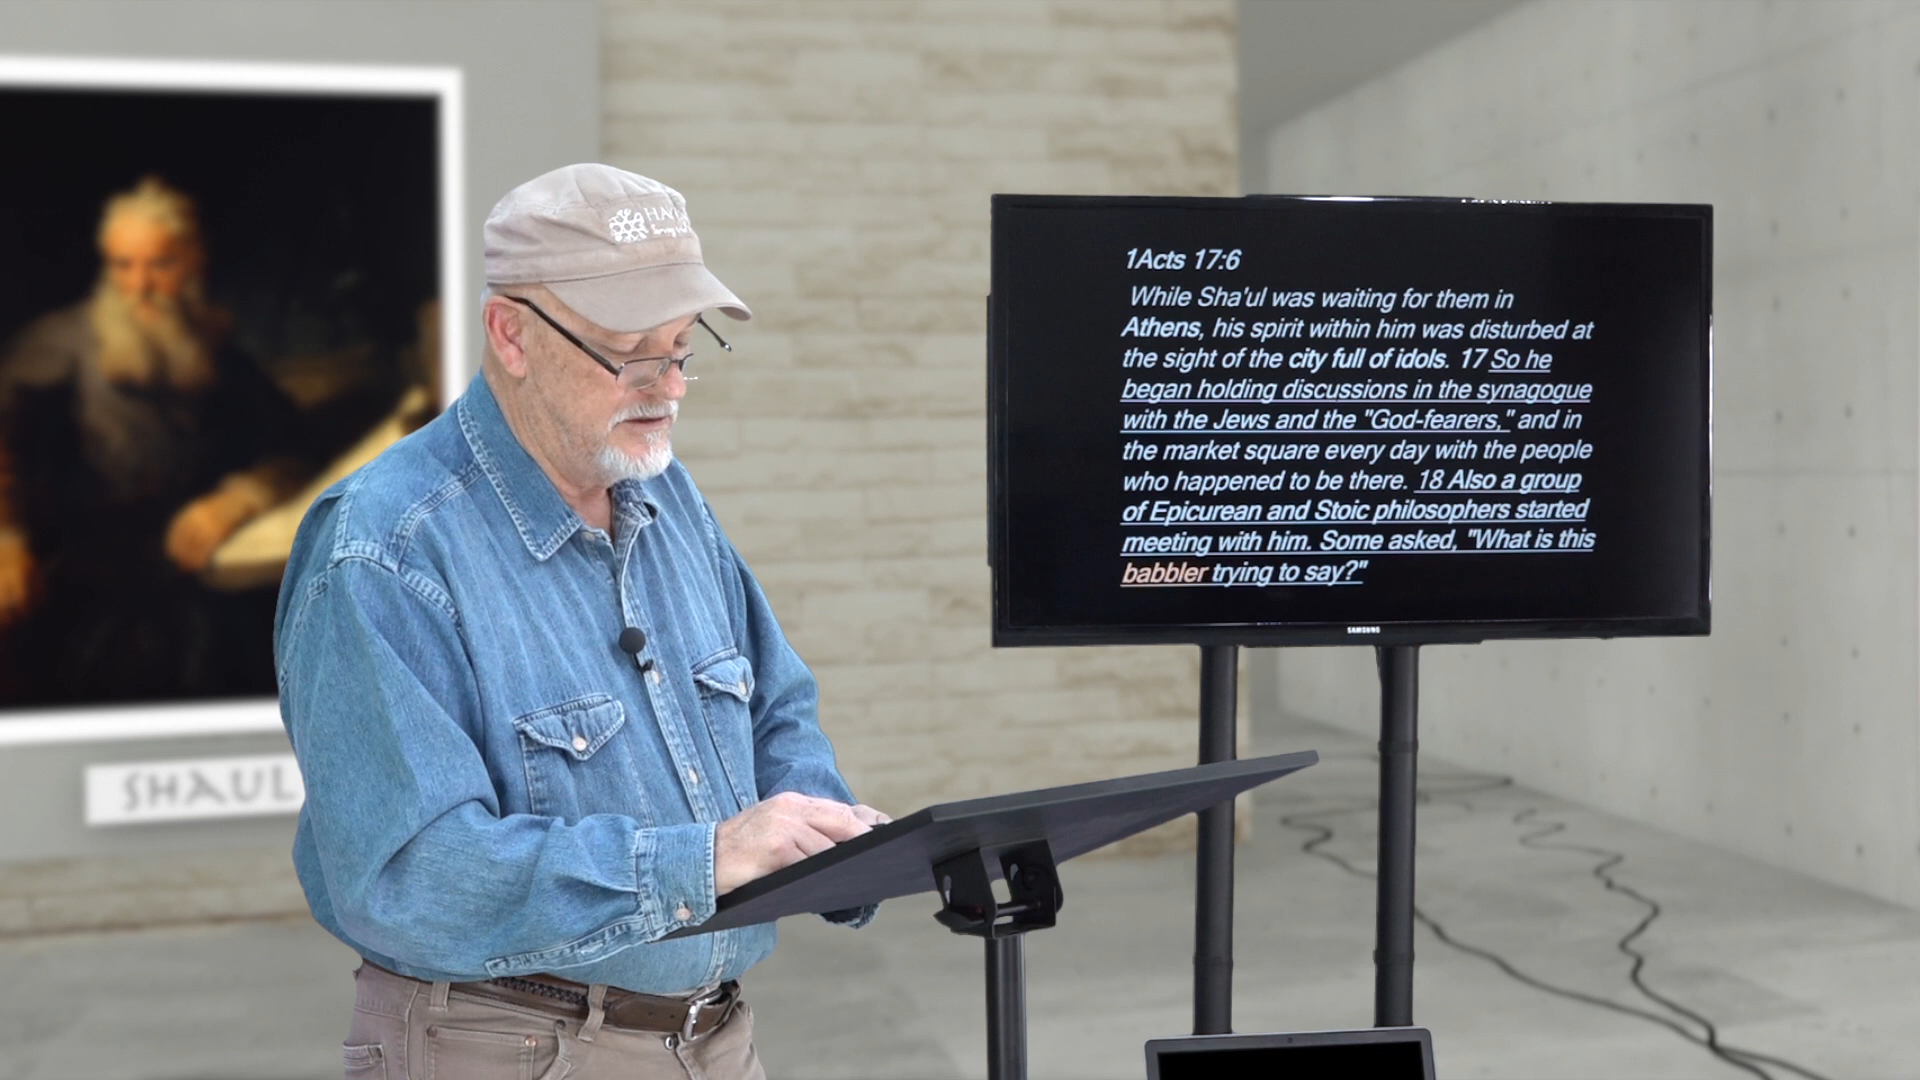 1Acts 17:6
While Sha'ul was waiting for them in
Athens, his spirit within him was disturbed at
the sight of the city full of idols. 17 So he
began holding discussions in the synagogue
with the Jews and the "God-fearers," and in
the market square every day with the people
who happened to be there. 18 Also a group
of Epicurean and Stoic philosophers started
meeting with him. Some asked, "What is this
babbler trying to say?"
SAMSUNG
SHAUL